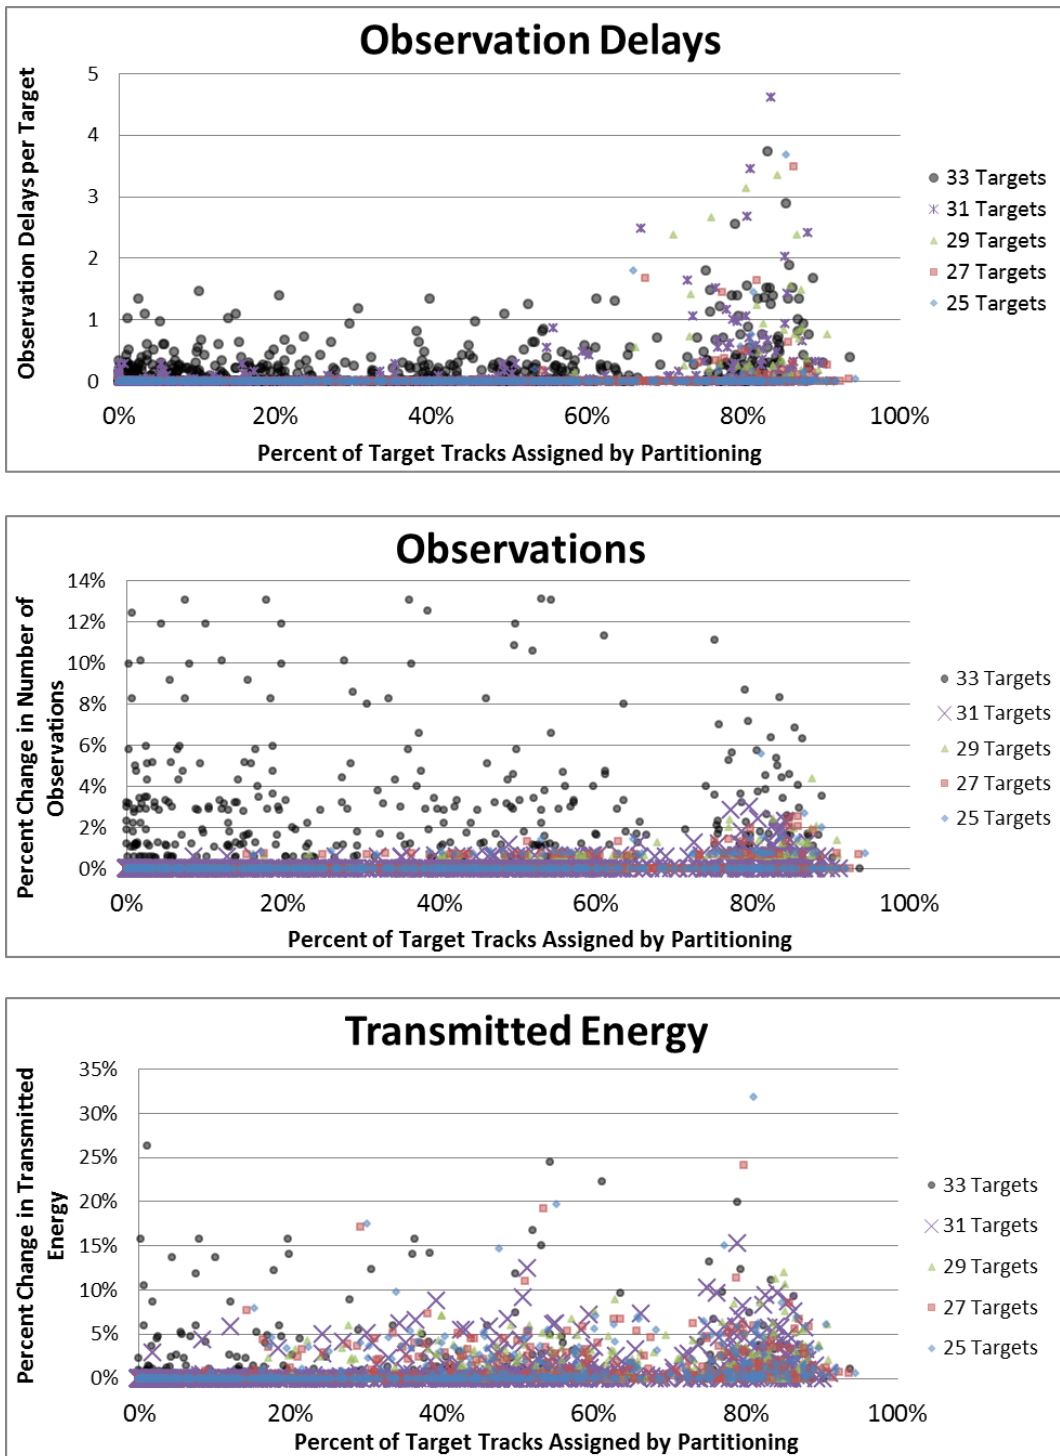 Observation Delays
Observation Delays per Target
5
4
3
2
1
0
0%
20%
40%
60%
80%
100%
Percent of Target Tracks Assigned by Partitioning
33 Targets
31 Targets
29 Targets
27 Targets
25 Targets
Observations
Percent Change in Number of
Observations
14%
12%
10%
8%
6%
4%
2%
0%
0%
20%
40%
60%
80%
100%
Percent of Target Tracks Assigned by Partitioning
33 Targets
31 Targets
29 Targets
27 Targets
25 Targets
Transmitted Energy
Percent Change in Transmitted
Energy
35%
30%
25%
20%
15%
10%
5%
0%
0%
20%
40%
60%
80%
100%
Percent of Target Tracks Assigned by Partitioning
33 Targets
31 Targets
29 Targets
27 Targets
25 Targets